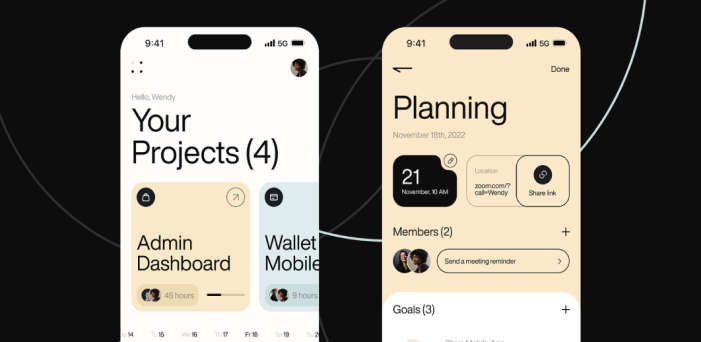 9:41
5G
Hello, Wendy
Your
Projects (4)
Admin
Dashboard
45 hours
Wallet
Mobile
9 hours
14
Tu 15
We 16
Th 17
Fr 18
Sa 19
Su 2
9:41
5G
Done
Planning
November 18th, 2022
21
November, 10 AM
Location
zoom.com/?
call=Wendy
Share link
Members (2)
Send a meeting reminder
Goals (3)